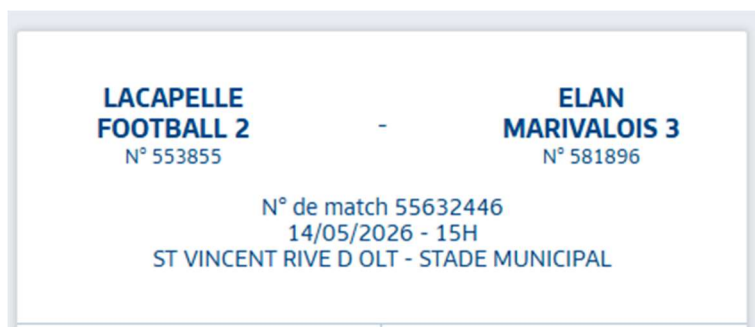 LACAPELLE
FOOTBALL 2
N° 553855
-
ELAN
MARIVALOIS 3
N° 581896
N° de match 55632446
14/05/2026 - 15H
ST VINCENT RIVE D OLT - STADE MUNICIPAL